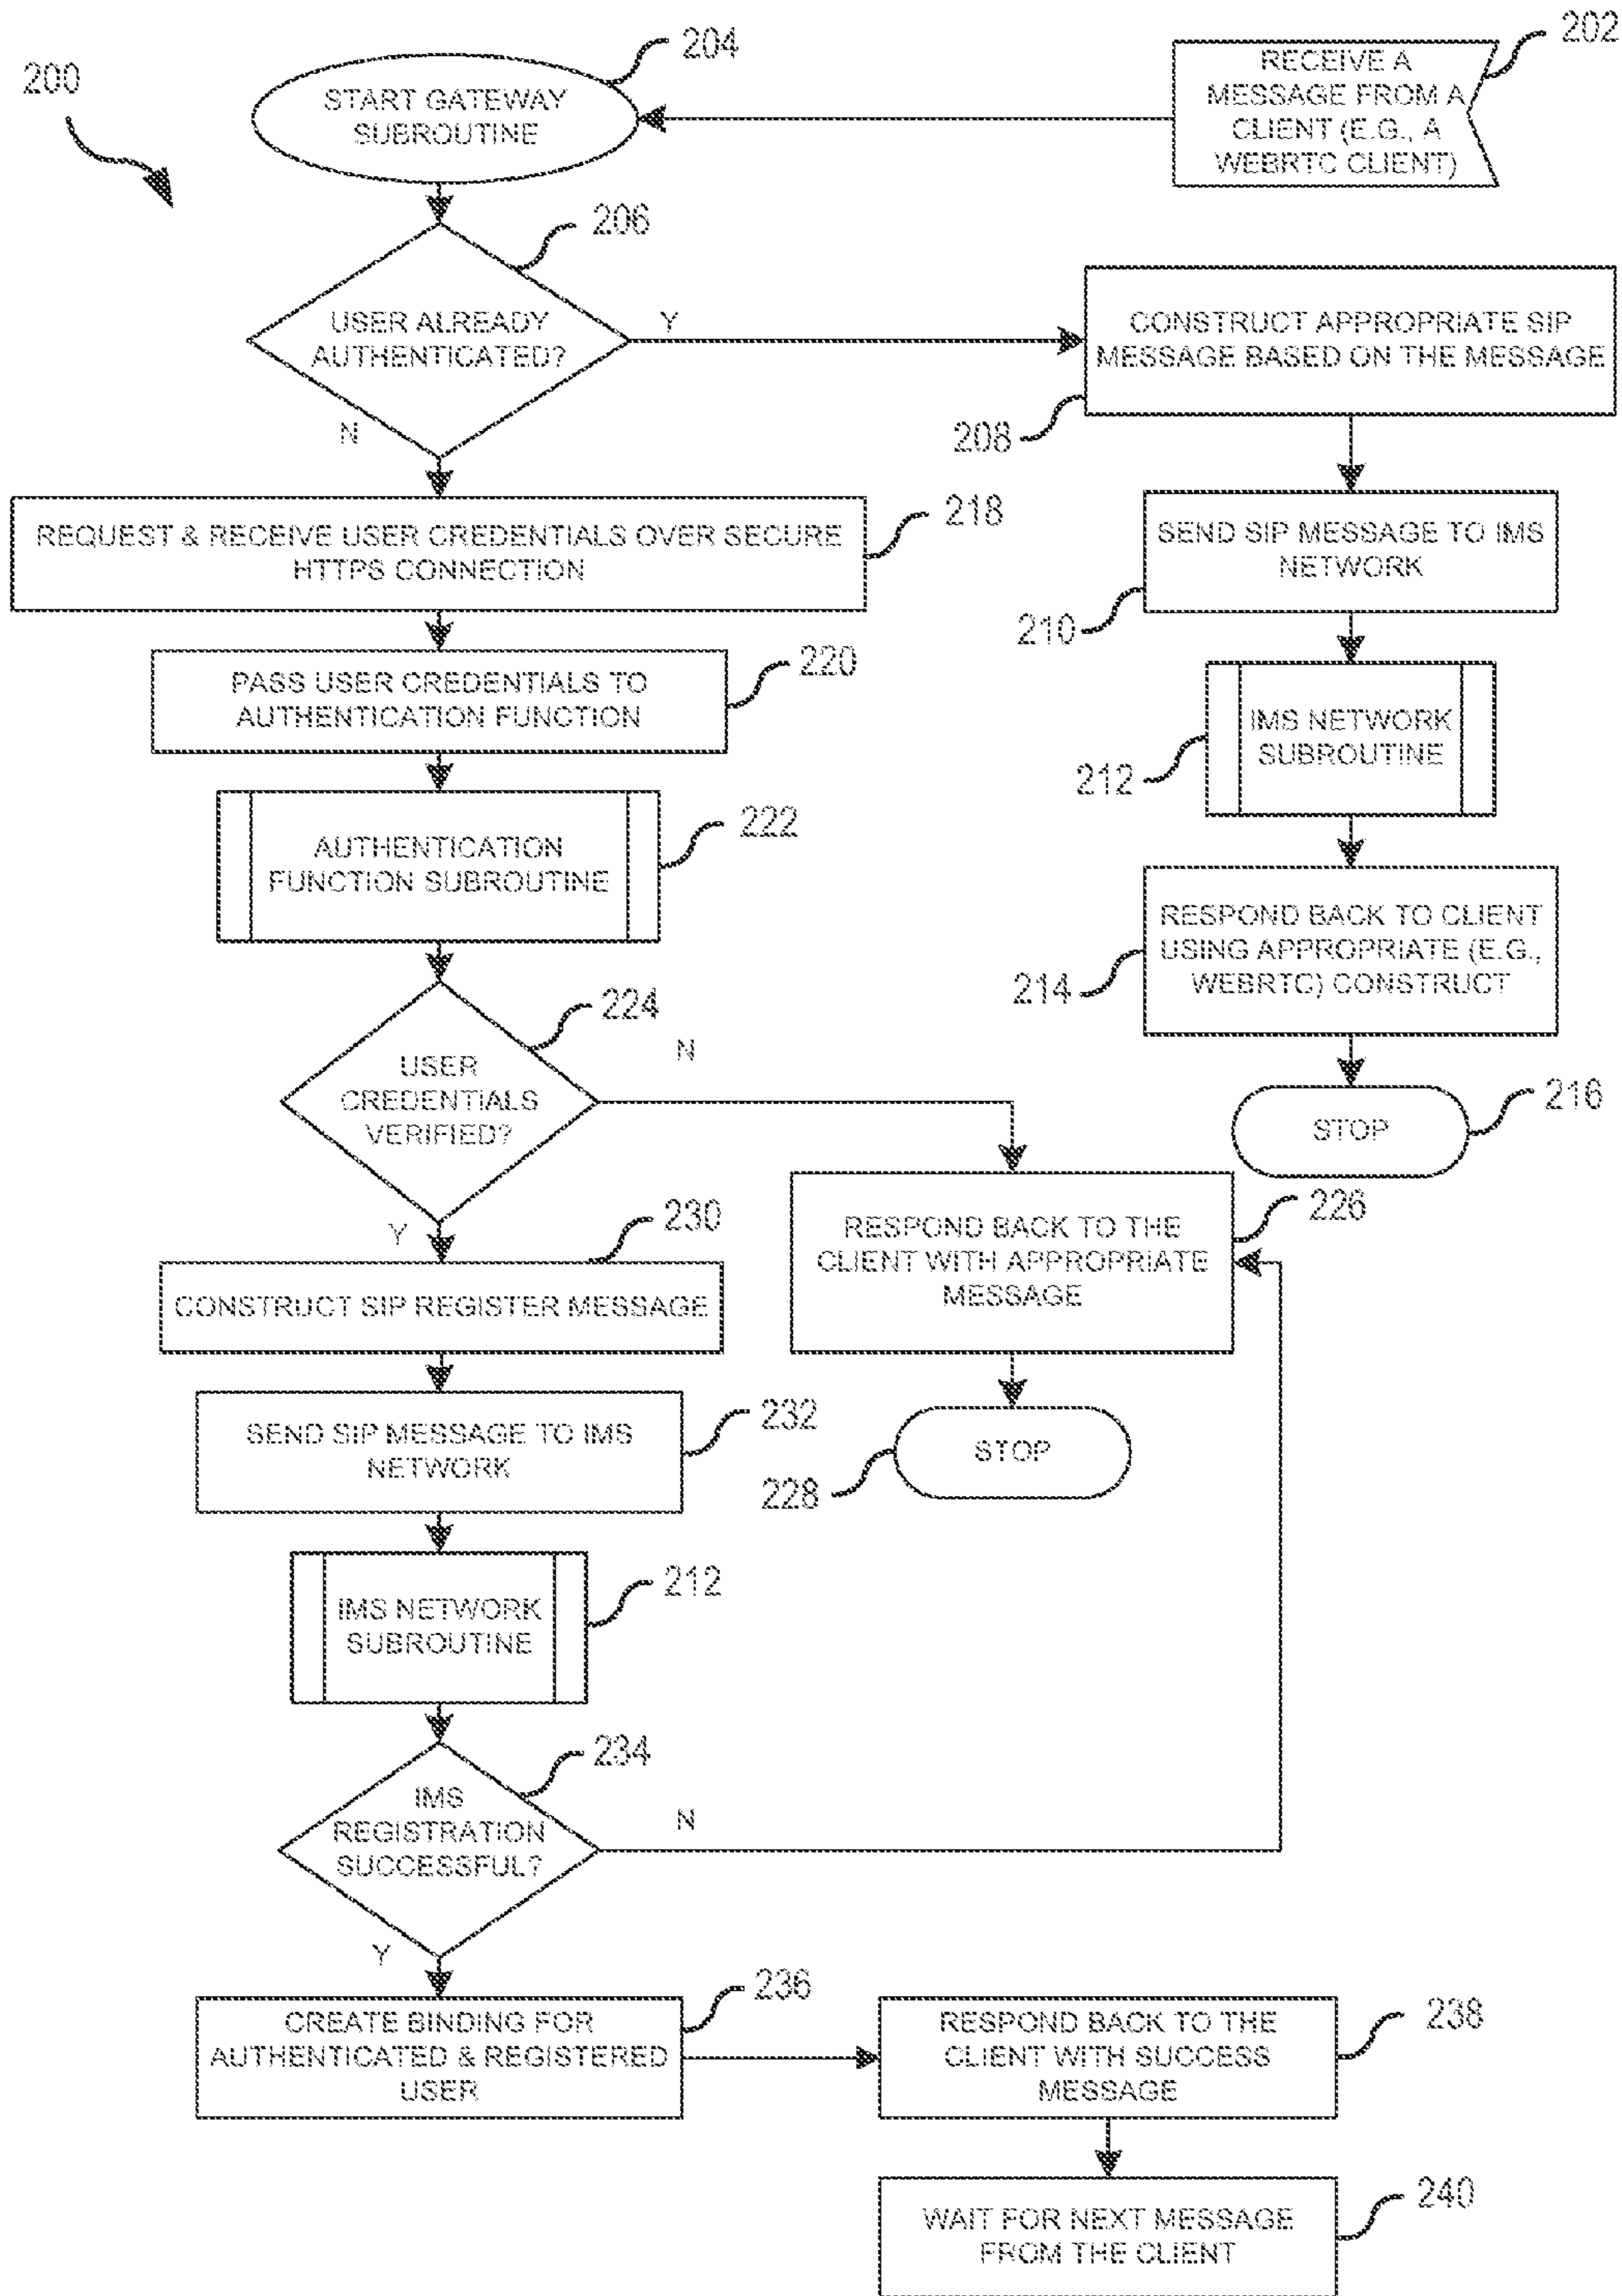 200
204
START GATEWAY
SUBROUTINE
202
RECEIVE A
MESSAGE FROM A
CLIENT (E.G., A
WEBRTC CLIENT)
206
USER ALREADY
AUTHENTICATED?
Y
N
CONSTRUCT APPROPRIATE SIP
MESSAGE BASED ON THE MESSAGE
208
REQUEST & RECEIVE USER CREDENTIALS OVER SECURE
HTTPS CONNECTION
218
SEND SIP MESSAGE TO IMS
NETWORK
210
PASS USER CREDENTIALS TO
AUTHENTICATION FUNCTION
220
IMS NETWORK
SUBROUTINE
212
AUTHENTICATION
FUNCTION SUBROUTINE
222
RESPOND BACK TO CLIENT
USING APPROPRIATE (E.G.,
WEBRTC) CONSTRUCT
214
224
USER
CREDENTIALS
VERIFIED?
N
Y
STOP
216
RESPOND BACK TO THE
CLIENT WITH APPROPRIATE
MESSAGE
226
230
CONSTRUCT SIP REGISTER MESSAGE
SEND SIP MESSAGE TO IMS
NETWORK
232
STOP
228
IMS NETWORK
SUBROUTINE
212
234
IMS
REGISTRATION
SUCCESSFUL?
N
Y
CREATE BINDING FOR
AUTHENTICATED & REGISTERED
USER
236
RESPOND BACK TO THE
CLIENT WITH SUCCESS
MESSAGE
238
WAIT FOR NEXT MESSAGE
FROM THE CLIENT
240